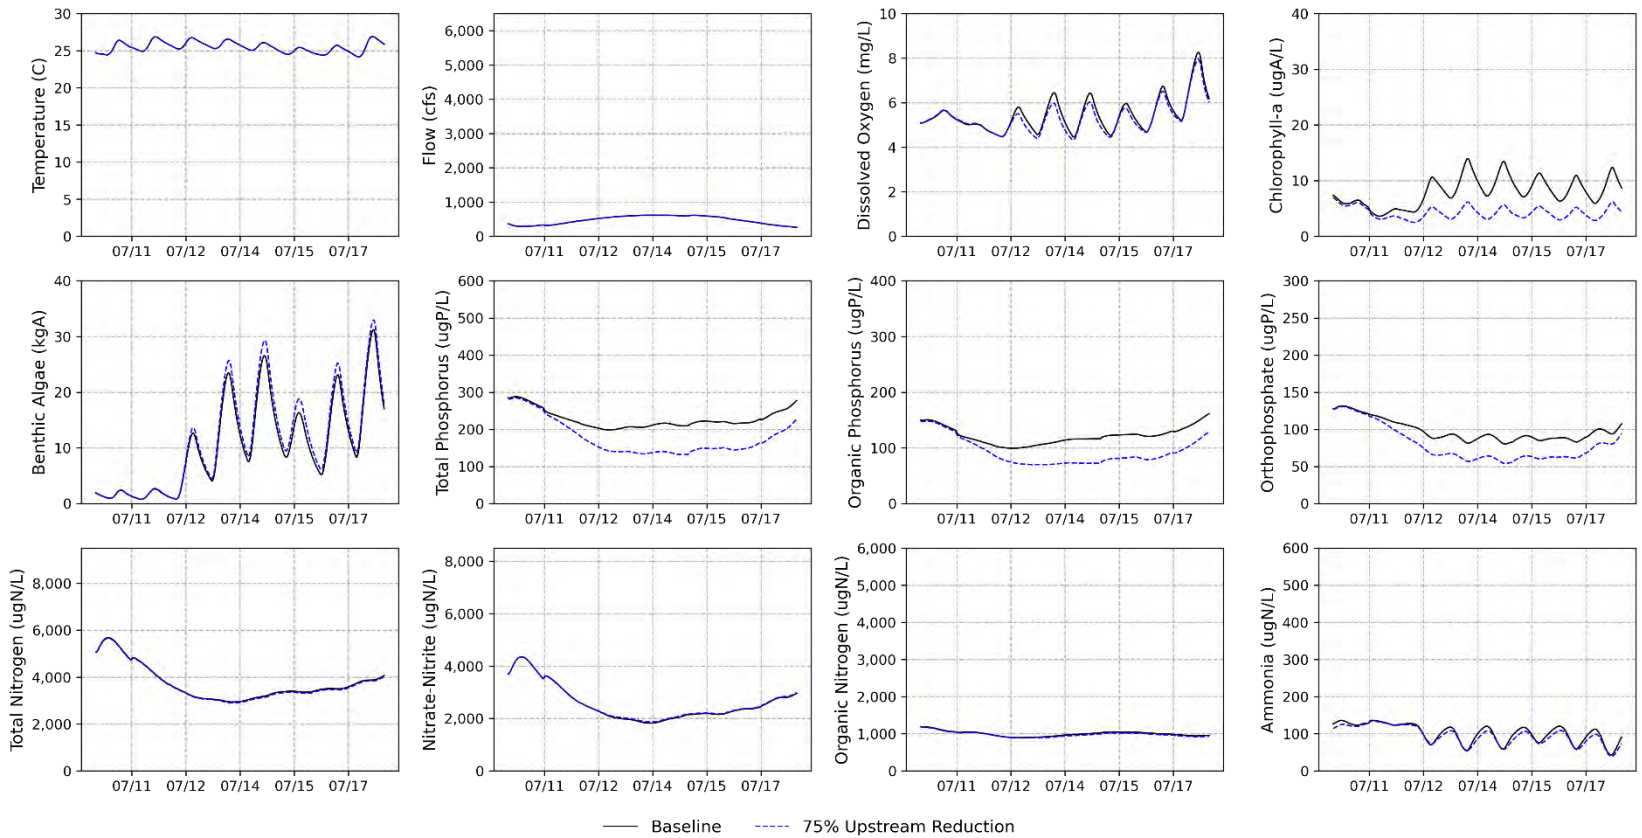 Temperature (C)
30
25
20
15
10
5
0
07/11 07/12 07/14 07/15 07/17
Flow (cfs)
6,000
5,000
4,000
3,000
2,000
1,000
0
07/11 07/12 07/14 07/15 07/17
Dissolved Oxygen (mg/L)
10
8
6
4
2
0
07/11 07/12 07/14 07/15 07/17
Chlorophyll-a (ugA/L)
40
30
20
10
0
07/11 07/12 07/14 07/15 07/17
Benthic Algae (kgA)
40
30
20
10
0
07/11 07/12 07/14 07/15 07/17
Total Phosphorus (ugP/L)
600
500
400
300
200
100
0
07/11 07/12 07/14 07/15 07/17
Organic Phosphorus (ugP/L)
400
300
200
100
0
07/11 07/12 07/14 07/15 07/17
Orthophosphate (ugP/L)
300
250
200
150
100
50
0
07/11 07/12 07/14 07/15 07/17
Total Nitrogen (ugN/L)
8,000
6,000
4,000
2,000
0
07/11 07/12 07/14 07/15 07/17
Nitrate-Nitrite (ugN/L)
8,000
6,000
4,000
2,000
0
07/11 07/12 07/14 07/15 07/17
Organic Nitrogen (ugN/L)
6,000
5,000
4,000
3,000
2,000
1,000
0
07/11 07/12 07/14 07/15 07/17
Ammonia (ugN/L)
600
500
400
300
200
100
0
07/11 07/12 07/14 07/15 07/17
Baseline 75% Upstream Reduction